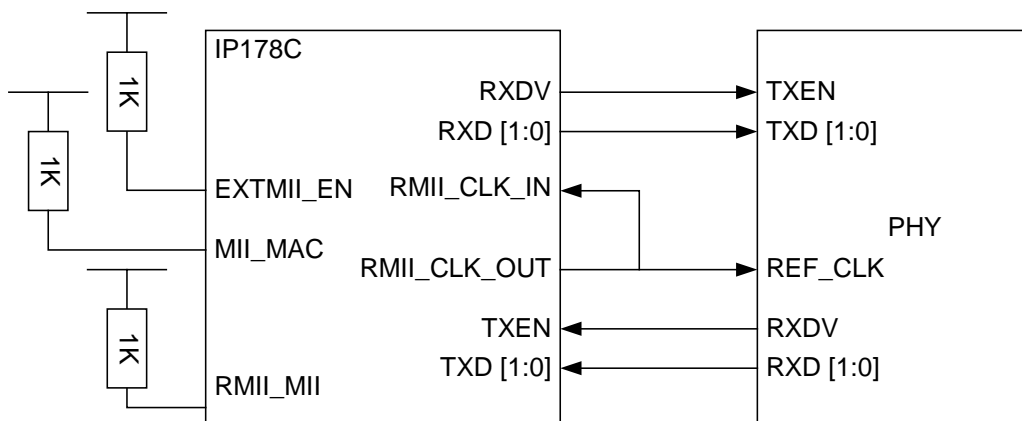 IP178C
1K
RXDV
TXEN
1K
RXD [1:0]
TXD [1:0]
EXTMII_EN
RMII_CLK_IN
PHY
MII_MAC
RMII_CLK_OUT
REF_CLK
1K
TXEN
RXDV
TXD [1:0]
RXD [1:0]
RMII_MII